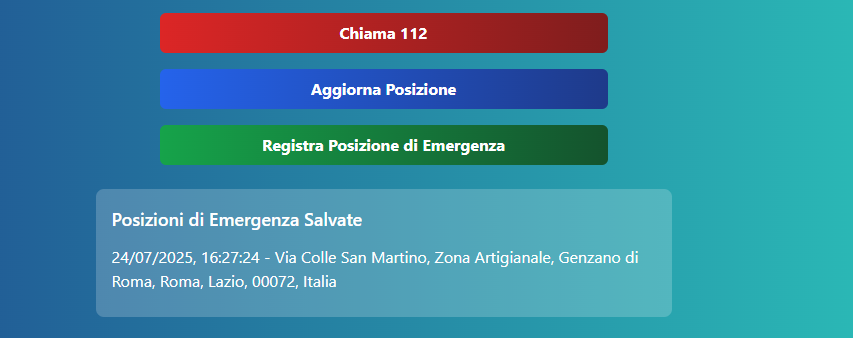 Chiama 112
Aggiorna Posizione
Registra Posizione di Emergenza
Posizioni di Emergenza Salvate
24/07/2025, 16:27:24 - Via Colle San Martino, Zona Artigianale, Genzano di
Roma, Roma, Lazio, 00072, Italia